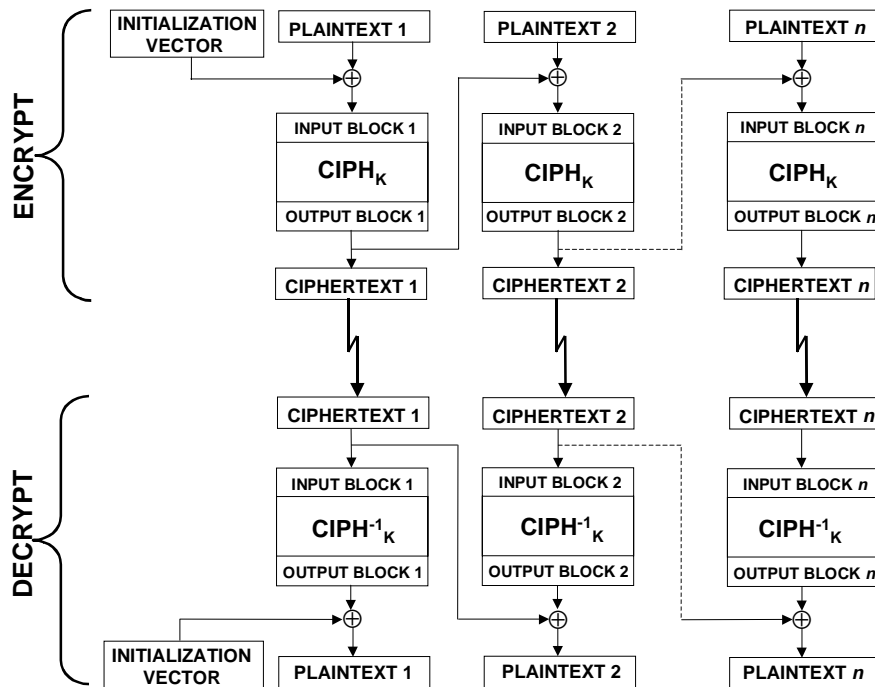 ENCRYPT
INITIALIZATION
VECTOR
PLAINTEXT 1
PLAINTEXT 2
PLAINTEXT n
INPUT BLOCK 1
INPUT BLOCK 2
INPUT BLOCK n
CIPHK
CIPHK
CIPHK
OUTPUT BLOCK 1
OUTPUT BLOCK 2
OUTPUT BLOCK n
CIPHERTEXT 1
CIPHERTEXT 2
CIPHERTEXT n
DECRYPT
CIPHERTEXT 1
CIPHERTEXT 2
CIPHERTEXT n
INPUT BLOCK 1
INPUT BLOCK 2
INPUT BLOCK n
CIPH-1K
CIPH-1K
CIPH-1K
OUTPUT BLOCK 1
OUTPUT BLOCK 2
OUTPUT BLOCK n
INITIALIZATION
VECTOR
PLAINTEXT 1
PLAINTEXT 2
PLAINTEXT n